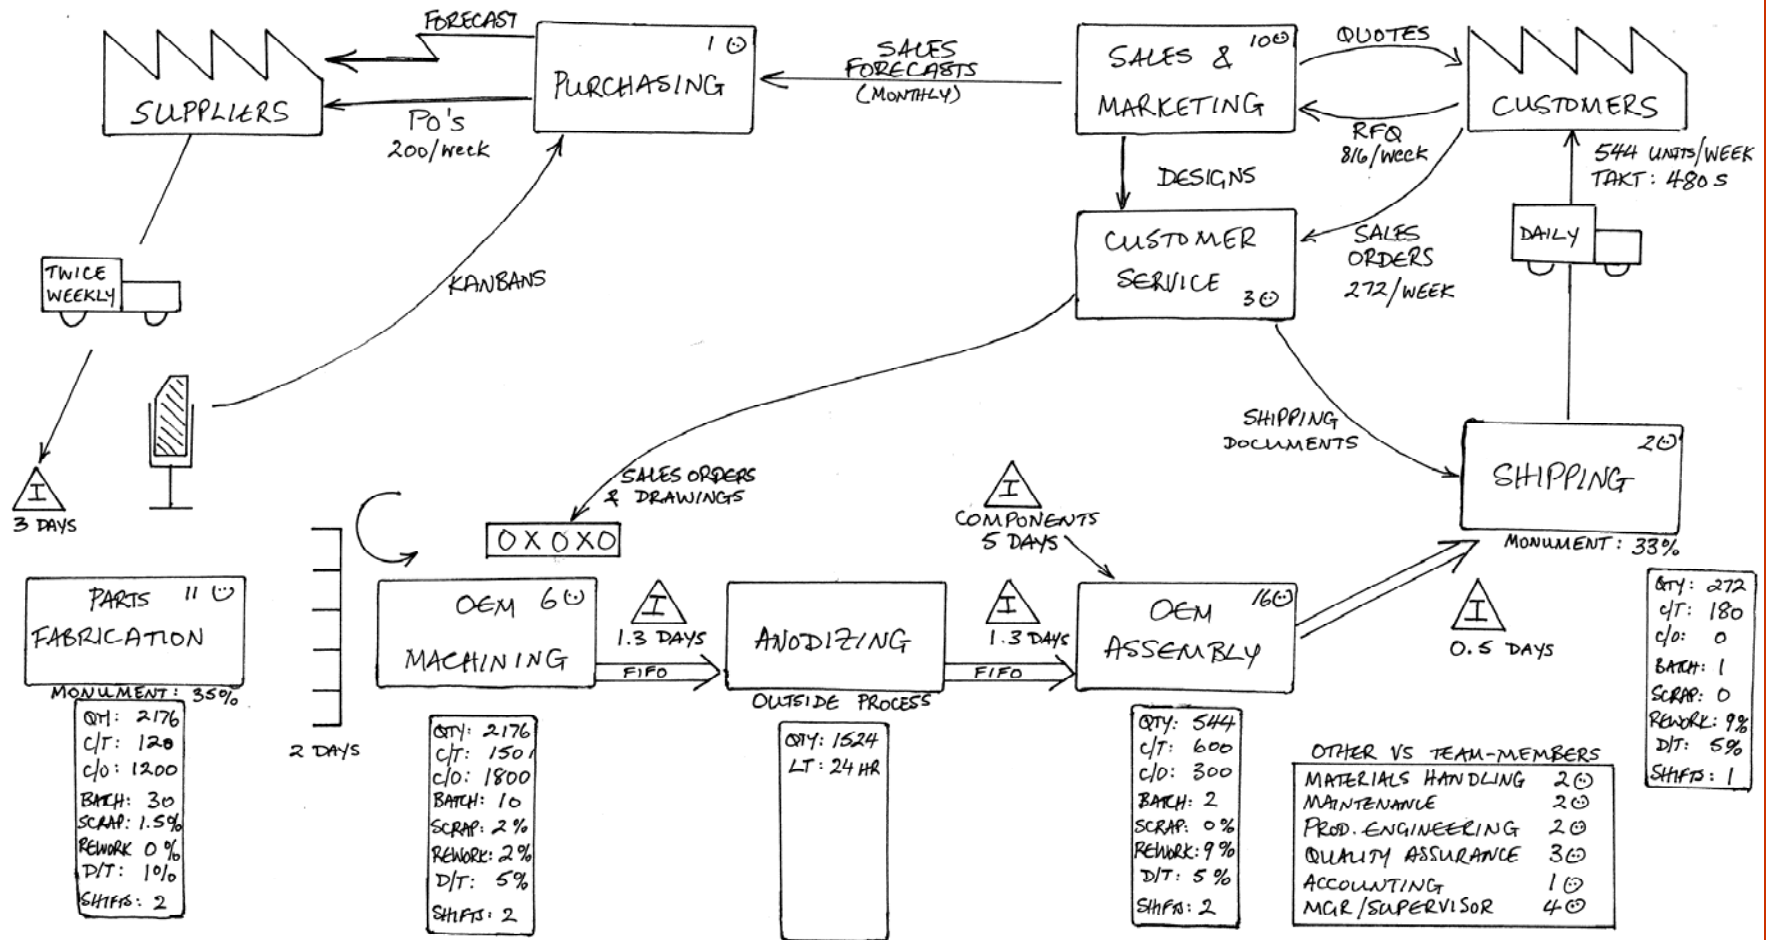 FORECAST
SUPPLIERS
PO'S
200/WEEK
1
PURCHASING
SALES
FORECASTS
(MONTHLY)
10
SALES &
MARKETING
QUOTES
RFQ
816/WEEK
CUSTOMERS
544 UNITS/WEEK
TAKT: 480 S
DESIGNS
CUSTOMER
SERVICE
3
SALES
ORDERS
272/WEEK
DAILY
TWICE
WEEKLY
KANBANS
I
3 DAYS
SALES ORDERS
& DRAWINGS
OXOXO
SHIPPING
DOCUMENTS
I
COMPONENTS
5 DAYS
2
SHIPPING
MONUMENT: 33%
QTY: 272
C/T: 180
C/O: 0
BATCH: 1
SCRAP: 0
REWORK: 9%
D/T: 5%
SHIFTS: 1
PARTS 11
FABRICATION
MONUMENT: 35%
QTY: 2176
C/T: 120
C/O: 1200
BATCH: 30
SCRAP: 1.5%
REWORK 0%
D/T: 10%
SHIFTS: 2
2 DAYS
OEM 6
MACHINING
QTY: 2176
C/T: 150
C/O: 1800
BATCH: 10
SCRAP: 2%
REWORK: 2%
D/T: 5%
SHIFTS: 2
I
1.3 DAYS
FIFO
ANODIZING
OUTSIDE PROCESS
QTY: 1524
LT: 24 HR
I
1.3 DAYS
FIFO
16
OEM
ASSEMBLY
QTY: 544
C/T: 600
C/O: 300
BATCH: 2
SCRAP: 0%
REWORK: 9%
D/T: 5%
SHIFTS: 2
I
0.5 DAYS
OTHER VS TEAM-MEMBERS
MATERIALS HANDLING 2
MAINTENANCE 2
PROD. ENGINEERING 2
QUALITY ASSURANCE 3
ACCOUNTING 1
MGR/SUPERVISOR 4